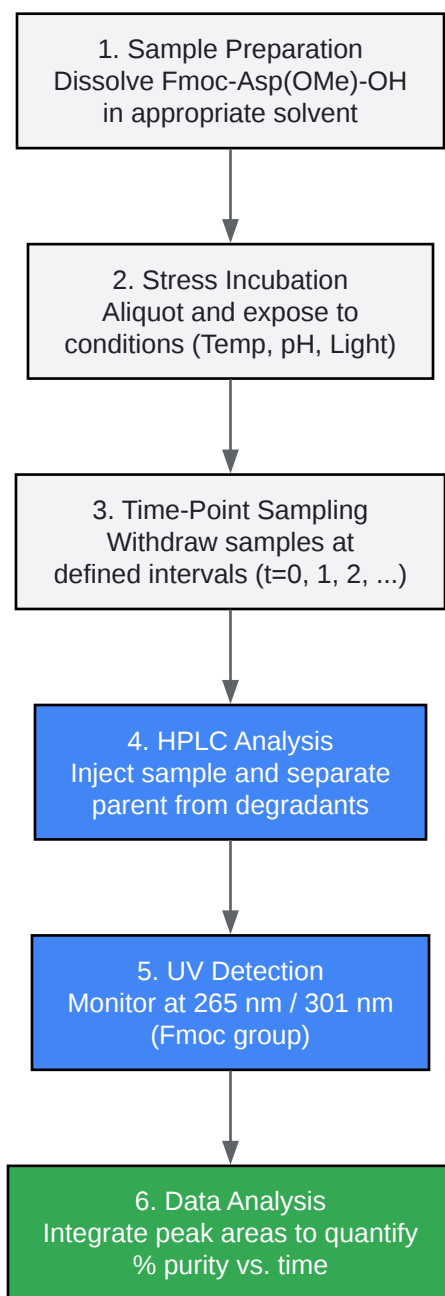 1. Sample Preparation
Dissolve Fmoc-Asp(OMe)-OH
in appropriate solvent
2. Stress Incubation
Aliquot and expose to
conditions (Temp, pH, Light)
3. Time-Point Sampling
Withdraw samples at
defined intervals (t=0, 1, 2, ...)
4. HPLC Analysis
Inject sample and separate
parent from degradants
5. UV Detection
Monitor at 265 nm / 301 nm
(Fmoc group)
6. Data Analysis
Integrate peak areas to quantify
% purity vs. time